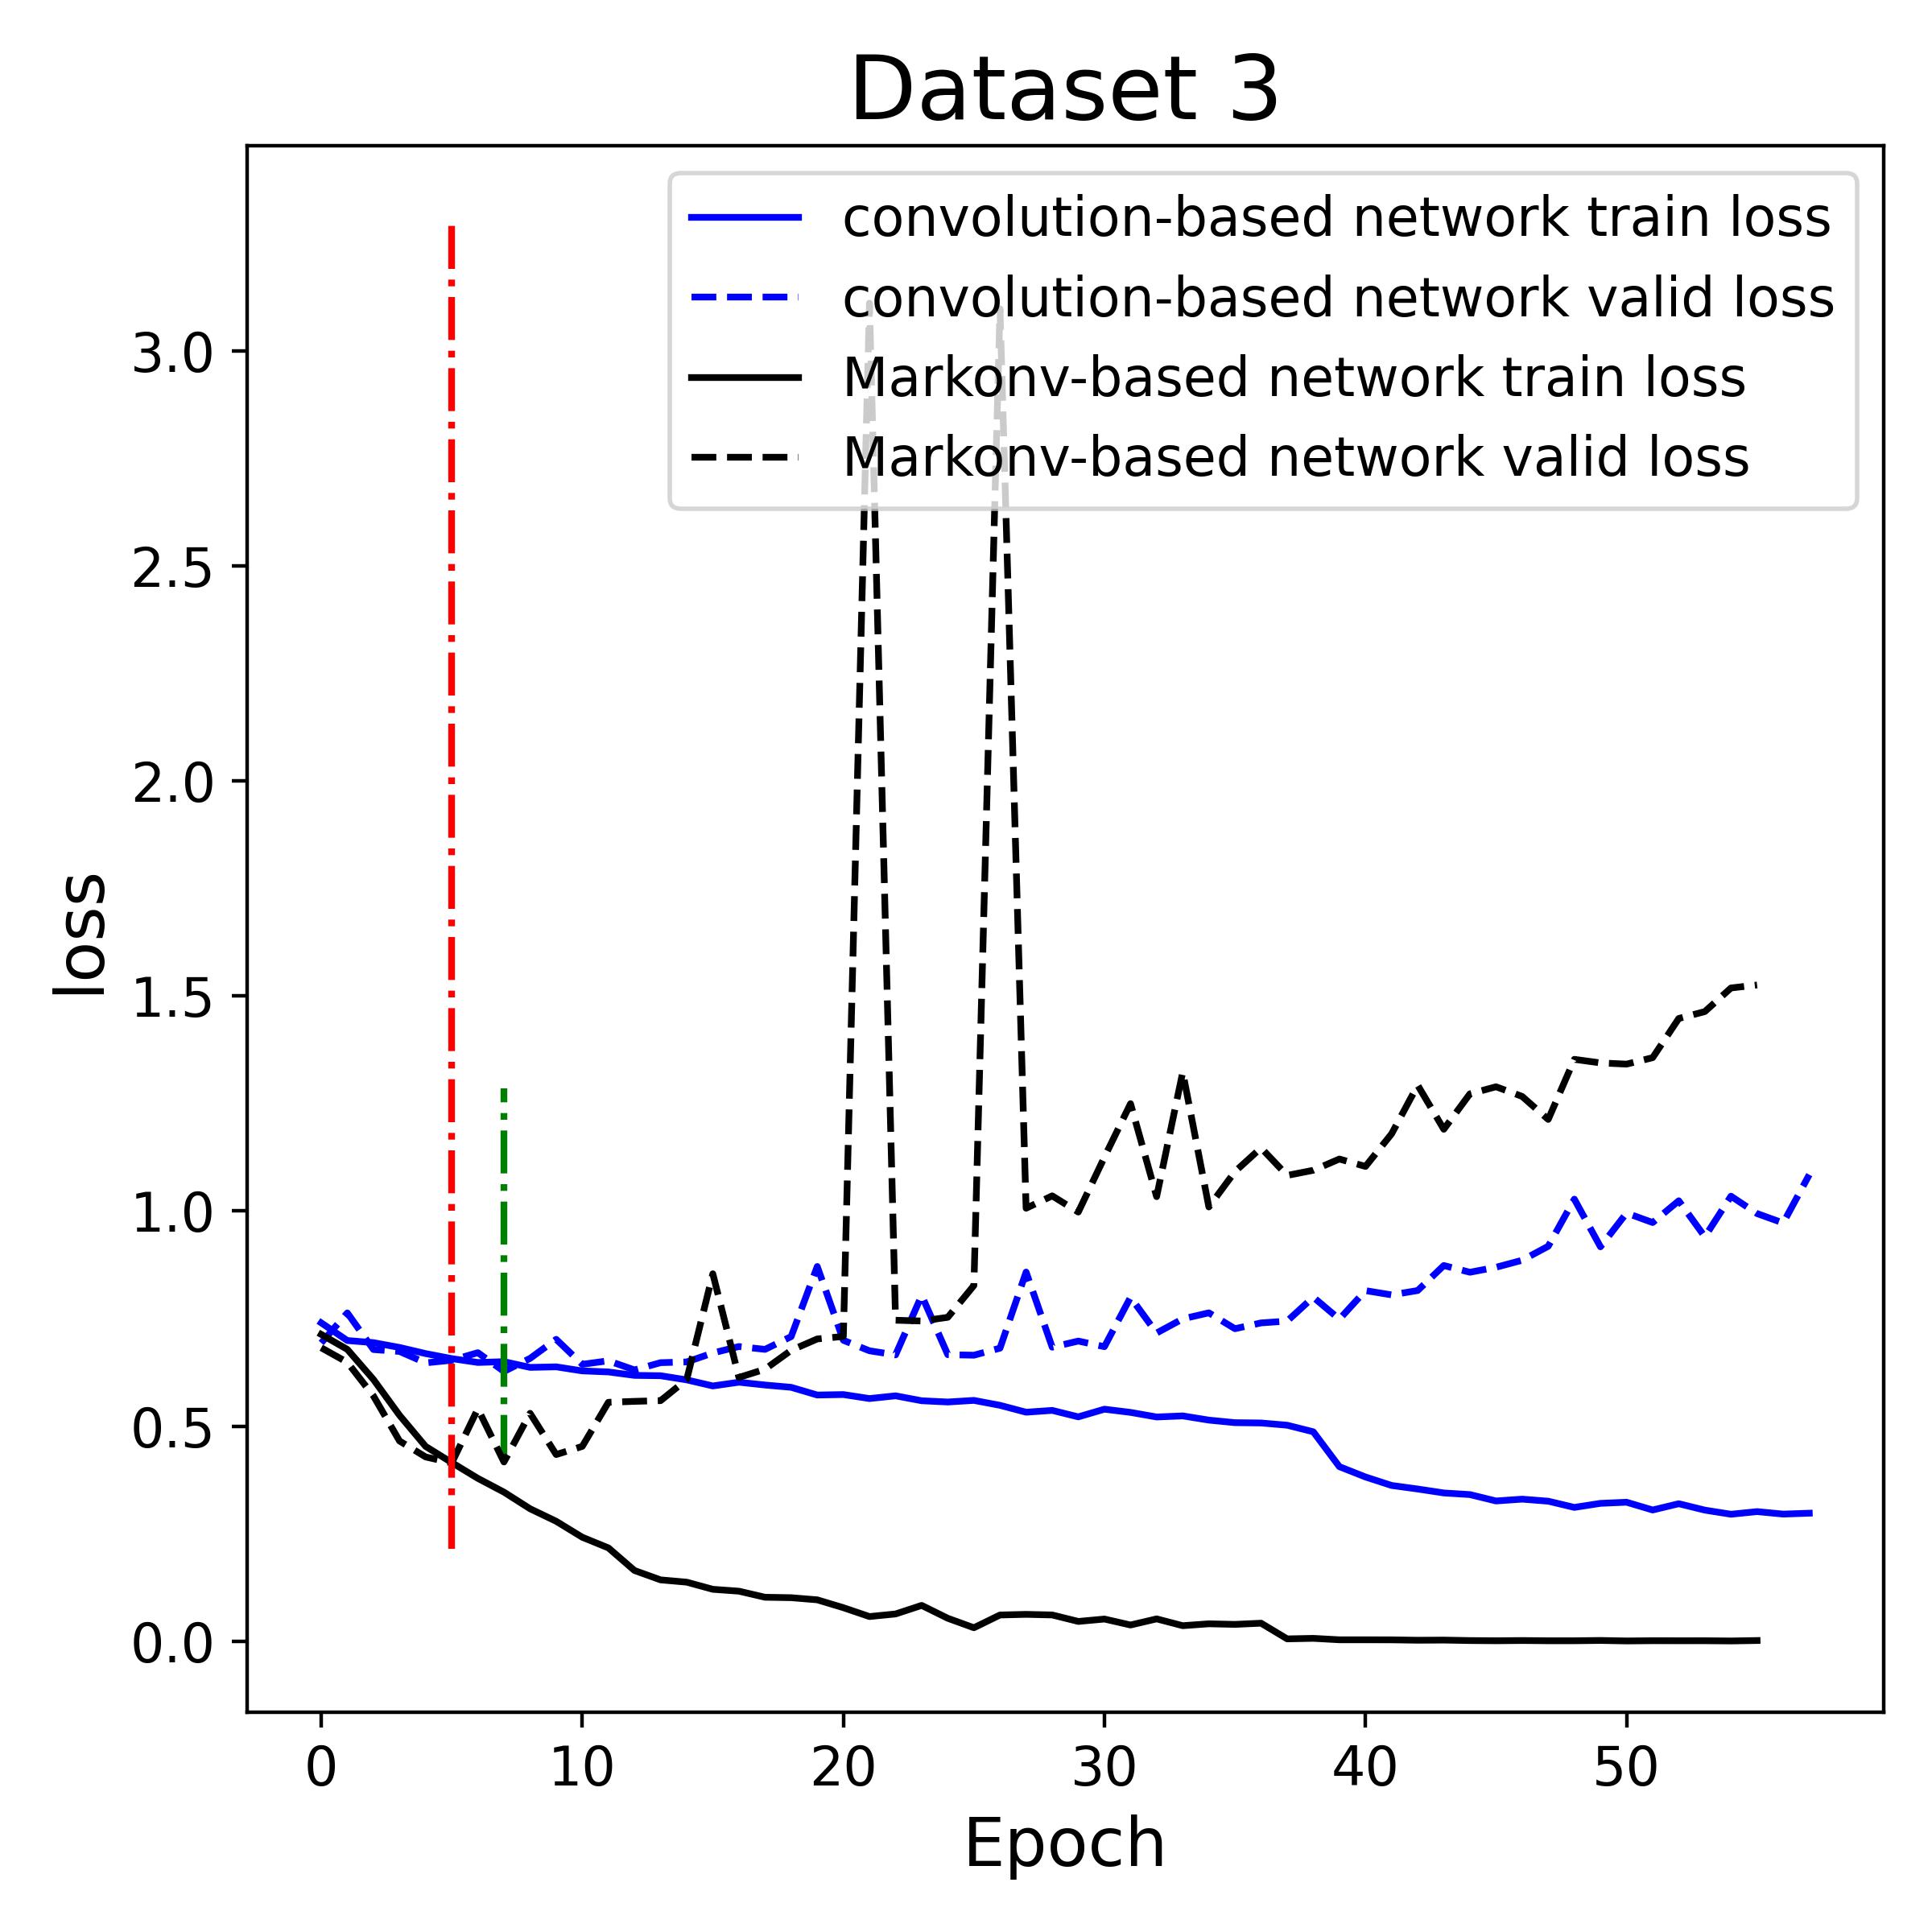 Dataset 3
convolution-based network train loss
convolution-based network valid loss
Markonv-based network train loss
Markonv-based network valid loss
3.0
2.5
2.0
1.5
1.0
0.5
0.0
loss
0 10 20 30 40 50
Epoch